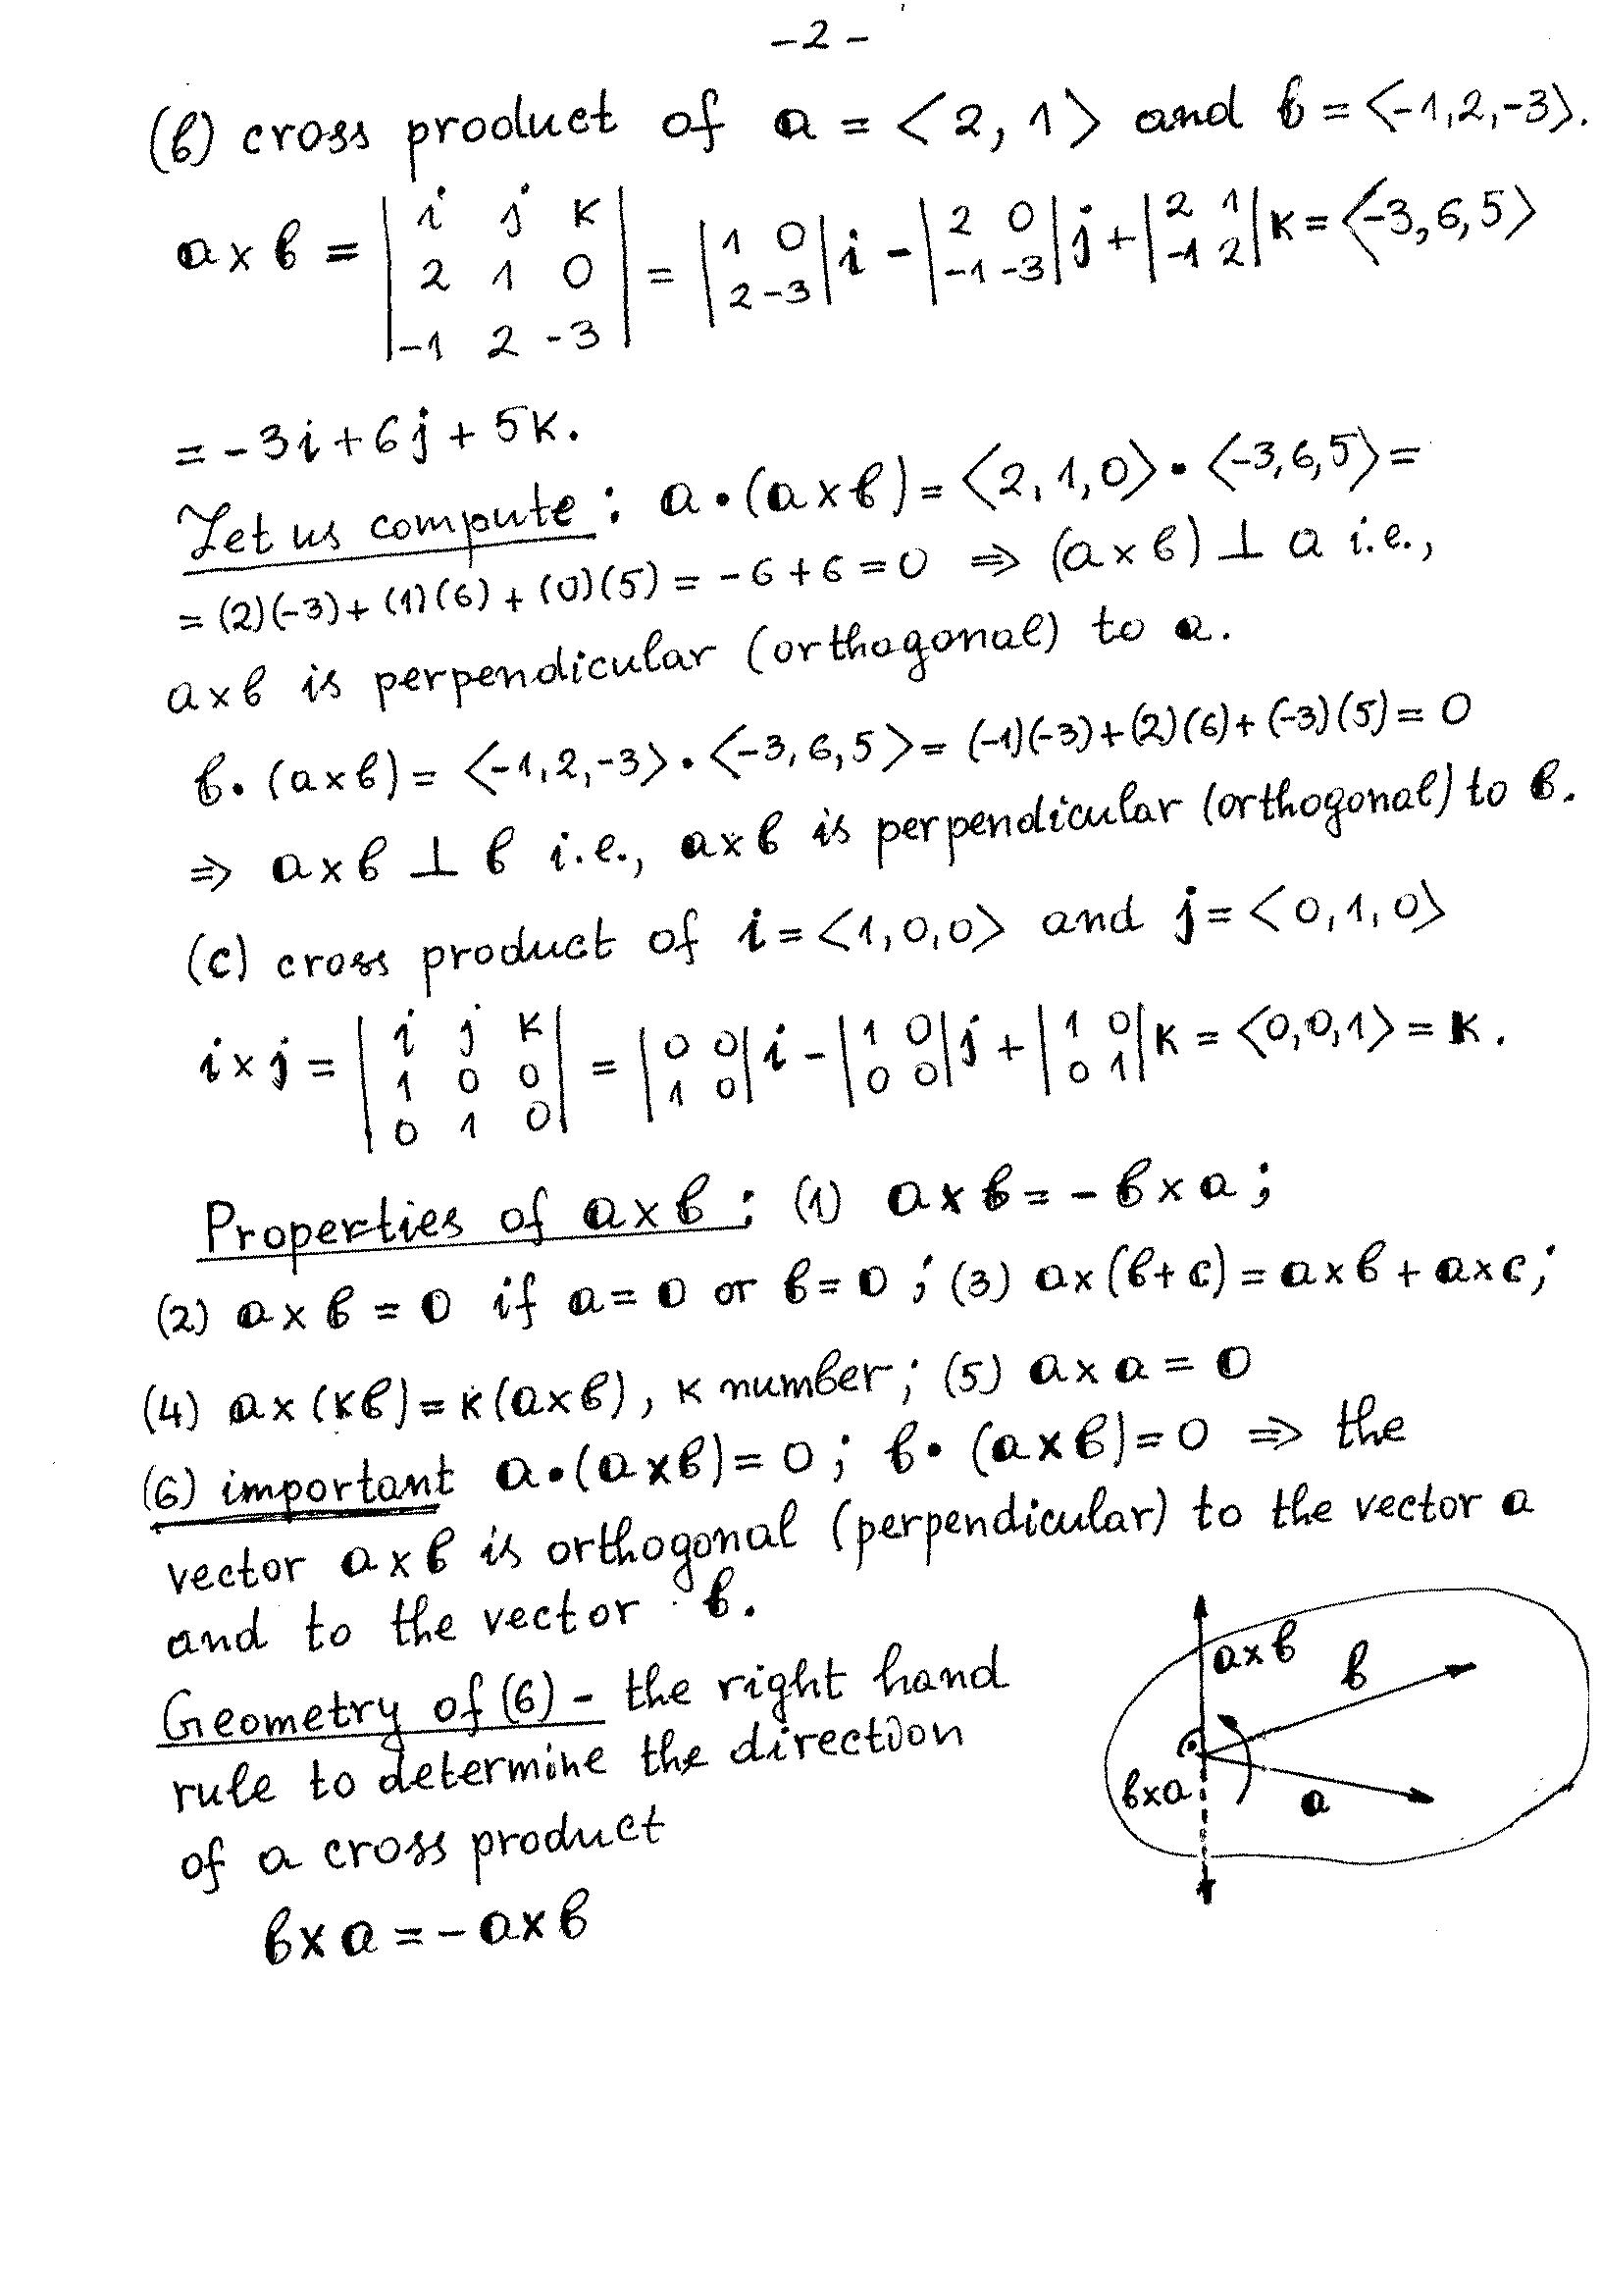 -2-
(b) cross product of a = <2, 1> and b = <-1,2,-3>.
a x b = | i j k | = | 1 0 | i - | 2 0 | j + | 2 1 | k = <-3,6,5>
| 2 1 0 | | 2 -3 | | -1 -3 | | -1 2 |
| -1 2 -3 |
= -3i + 6j + 5k.
Let us compute: a • (a x b) = <2,1,0> • <-3,6,5> =
= (2)(-3) + (1)(6) + (0)(5) = -6 + 6 = 0 ⇒ (a x b) ⊥ a i.e.,
a x b is perpendicular (orthogonal) to a.
b • (a x b) = <-1,2,-3> • <-3,6,5> = (-1)(-3) + (2)(6) + (-3)(5) = 0
⇒ a x b ⊥ b i.e., a x b is perpendicular (orthogonal) to b.
(c) cross product of i = <1,0,0> and j = <0,1,0>
i x j = | i j k | = | 0 0 | i - | 1 0 | j + | 1 0 | k = <0,0,1> = k.
| 1 0 0 | | 1 0 | | 0 0 | | 0 1 |
| 0 1 0 |
Properties of a x b: (1) a x b = - b x a;
(2) a x b = 0 if a = 0 or b = 0; (3) a x (b + c) = a x b + a x c;
(4) a x (kb) = k(a x b), k number; (5) a x a = 0
(6) important a • (a x b) = 0; b • (a x b) = 0 ⇒ the
vector a x b is orthogonal (perpendicular) to the vector a
and to the vector b.
Geometry of (6) - the right hand
rule to determine the direction
of a cross product
b x a = - a x b
a x b
b
b x a
a